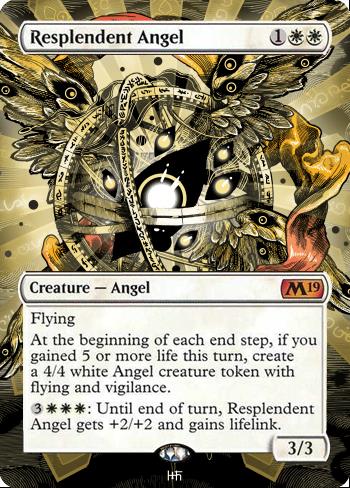 Resplendent Angel 1
Creature — Angel M19
Flying
At the beginning of each end step, if you
gained 5 or more life this turn, create
a 4/4 white Angel creature token with
flying and vigilance.
3: Until end of turn, Resplendent
Angel gets +2/+2 and gains lifelink.
3/3